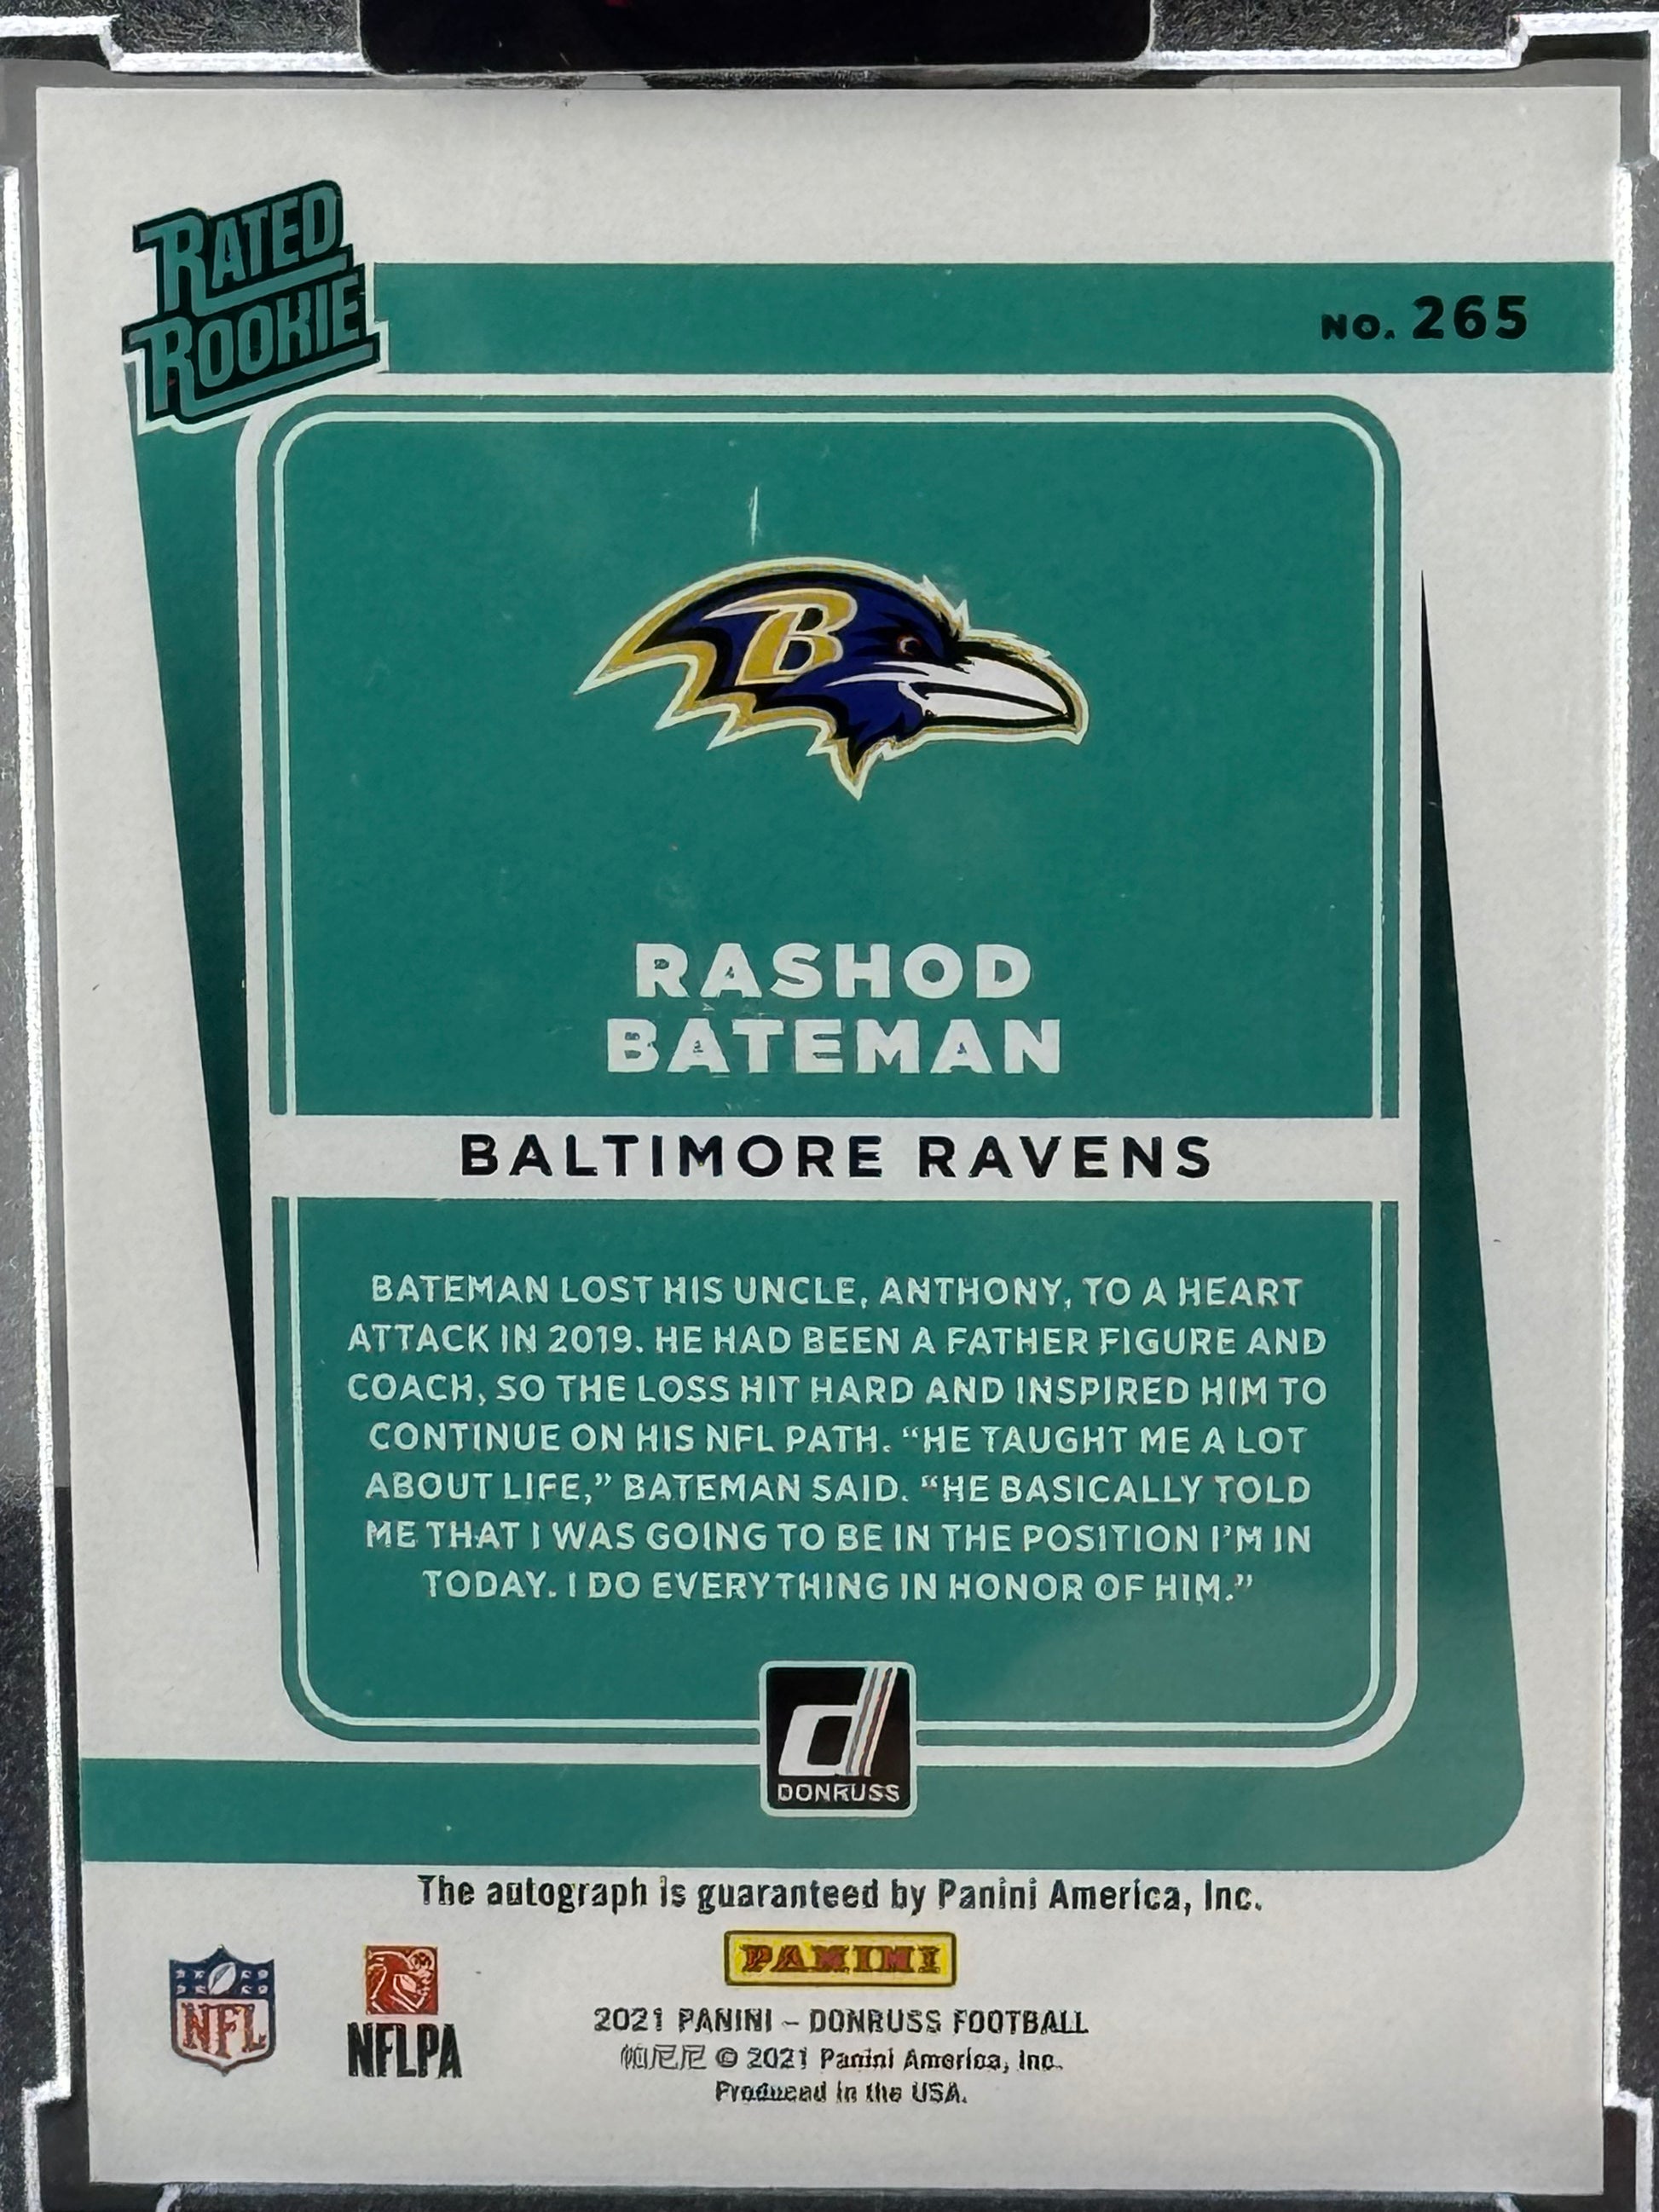 RATED
ROOKIE
NO. 265
B
RASHOD
BATEMAN
BALTIMORE RAVENS
BATEMAN LOST HIS UNCLE, ANTHONY, TO A HEART
ATTACK IN 2019. HE HAD BEEN A FATHER FIGURE AND
COACH, SO THE LOSS HIT HARD AND INSPIRED HIM TO
CONTINUE ON HIS NFL PATH. “HE TAUGHT ME A LOT
ABOUT LIFE,” BATEMAN SAID. “HE BASICALLY TOLD
ME THAT I WAS GOING TO BE IN THE POSITION I’M IN
TODAY. I DO EVERYTHING IN HONOR OF HIM.”
d
DONRUSS
The autograph is guaranteed by Panini America, Inc.
NFL
NFLPA
PANINI
2021 PANINI – DONRUSS FOOTBALL
帕尼尼 © 2021 Panini America, Inc.
Produced in the USA.